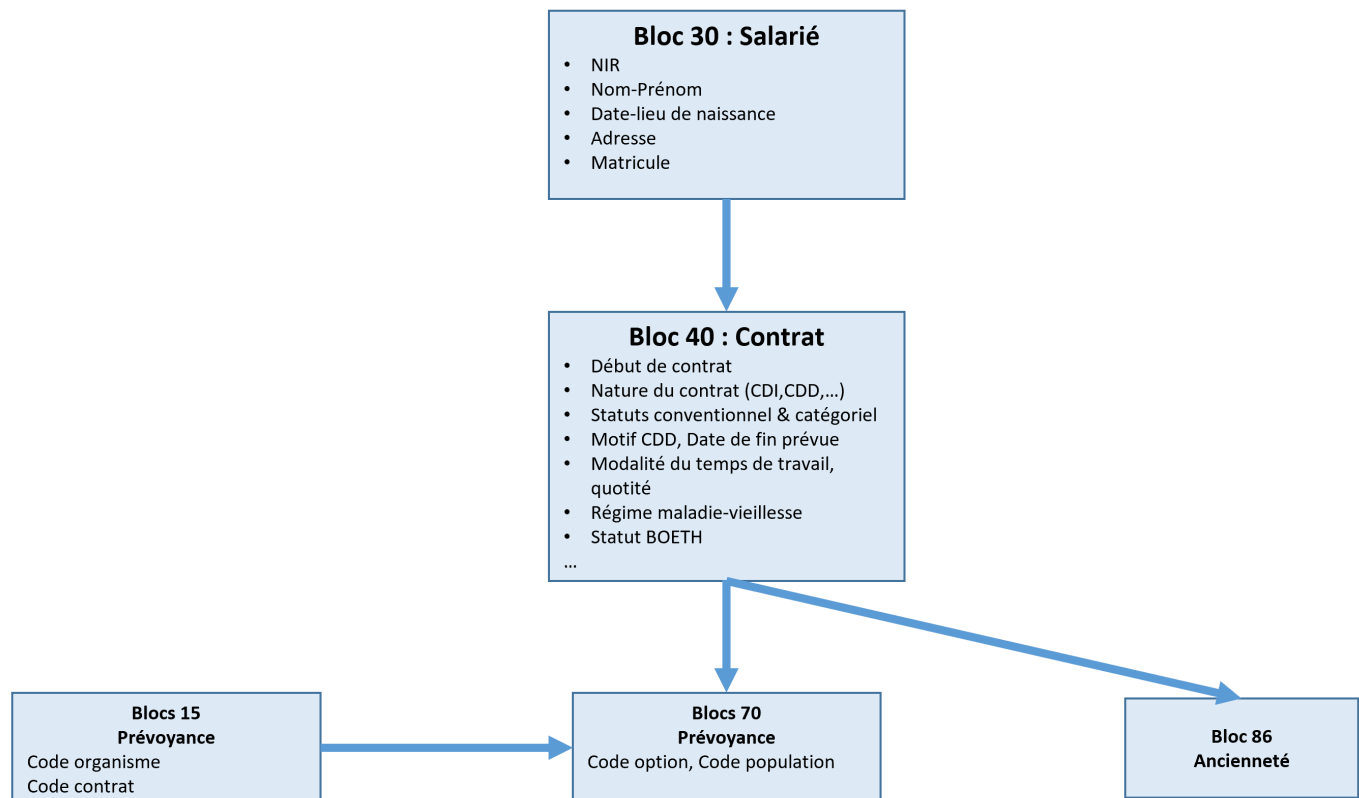 Bloc 30 : Salarié
• NIR
• Nom-Prénom
• Date-lieu de naissance
• Adresse
• Matricule
Bloc 40 : Contrat
• Début de contrat
• Nature du contrat (CDI,CDD,...)
• Statuts conventionnel & catégoriel
• Motif CDD, Date de fin prévue
• Modalité du temps de travail,
quotité
• Régime maladie-vieillesse
• Statut BOETH
...
Blocs 15
Prévoyance
Code organisme
Code contrat
Blocs 70
Prévoyance
Code option, Code population
Bloc 86
Ancienneté